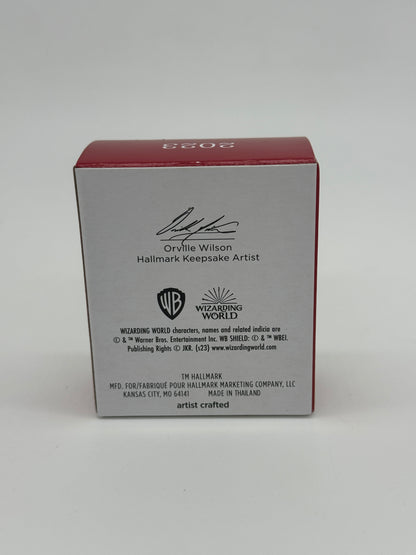 2023
Orville Wilson
Hallmark Keepsake Artist
WB
WIZARDING
WORLD
WIZARDING WORLD characters, names and related indicia are
© & ™ Warner Bros. Entertainment Inc. WB SHIELD: © & ™ WBEI.
Publishing Rights © JKR. (s23) www.wizardingworld.com
TM HALLMARK
MFD. FOR/FABRIQUÉ POUR HALLMARK MARKETING COMPANY, LLC
KANSAS CITY, MO 64141 MADE IN THAILAND
artist crafted